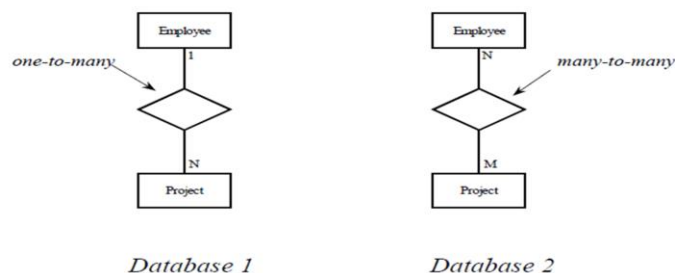 Employee
1
one-to-many
N
Project
Database 1
Employee
N
many-to-many
M
Project
Database 2